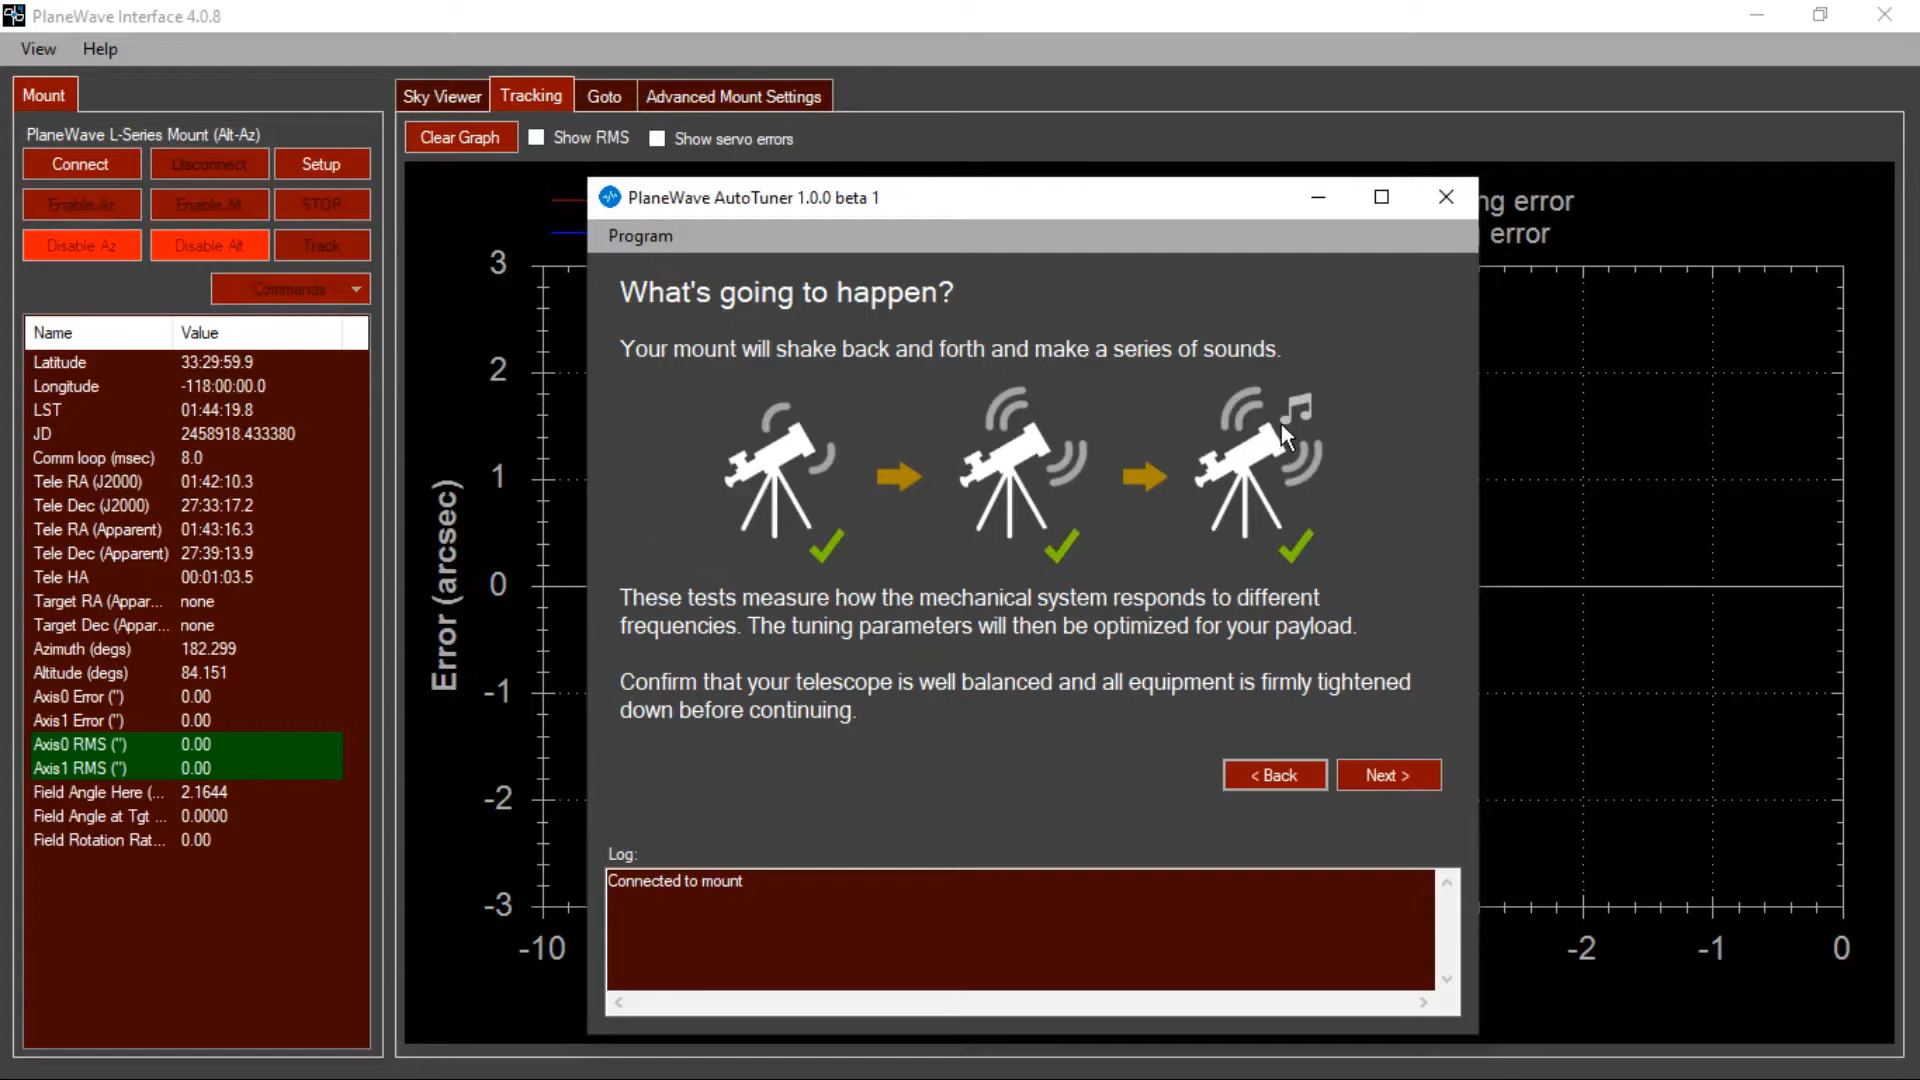 PlaneWave Interface 4.0.8
View Help
Mount
PlaneWave L-Series Mount (Alt-Az)
Connect Disconnect Setup
Enable Az Enable Alt STOP
Disable Az Disable Alt Track
Commands
Name Value
Latitude 33:29:59.9
Longitude -118:00:00.0
LST 01:44:19.8
JD 2458918.433380
Comm loop (msec) 8.0
Tele RA (J2000) 01:42:10.3
Tele Dec (J2000) 27:33:17.2
Tele RA (Apparent) 01:43:16.3
Tele Dec (Apparent) 27:39:13.9
Tele HA 00:01:03.5
Target RA (Appar... none
Target Dec (Appar... none
Azimuth (degs) 182.299
Altitude (degs) 84.151
Axis0 Error (") 0.00
Axis1 Error (") 0.00
Axis0 RMS (") 0.00
Axis1 RMS (") 0.00
Field Angle Here (... 2.1644
Field Angle at Tgt ... 0.0000
Field Rotation Rat... 0.00
Sky Viewer Tracking Goto Advanced Mount Settings
Clear Graph Show RMS Show servo errors
ng error
error
Error (arcsec)
3
2
1
0
-1
-2
-3
-10 -2 -1 0
PlaneWave AutoTuner 1.0.0 beta 1
Program
What's going to happen?
Your mount will shake back and forth and make a series of sounds.
These tests measure how the mechanical system responds to different
frequencies. The tuning parameters will then be optimized for your payload.
Confirm that your telescope is well balanced and all equipment is firmly tightened
down before continuing.
< Back Next >
Log:
Connected to mount